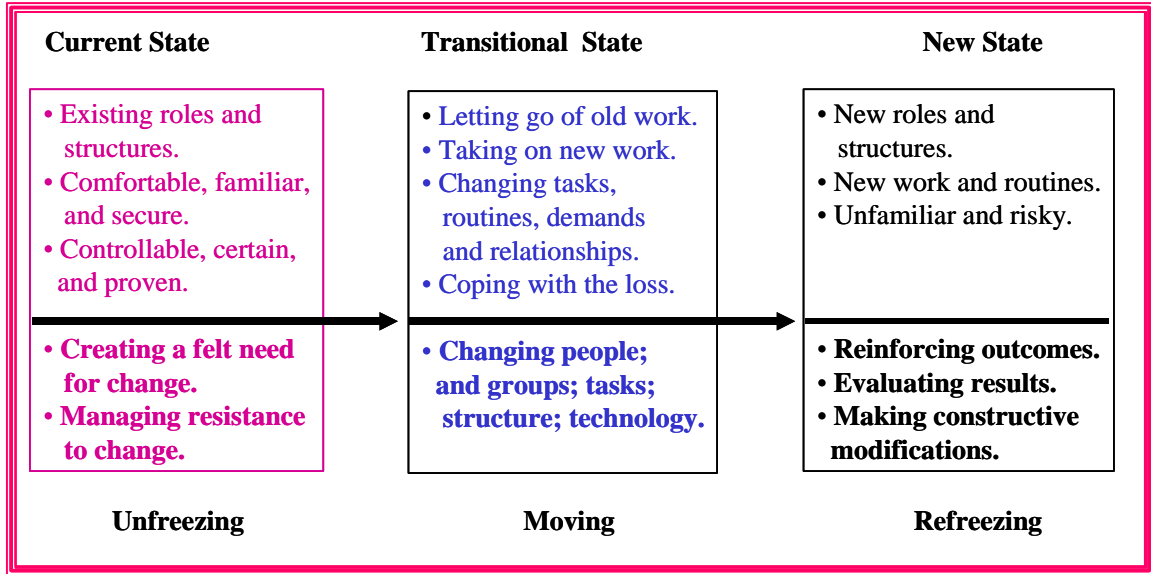 Current State
Transitional  State
New State
• Existing roles and
structures.
• Comfortable, familiar,
and secure.
• Controllable, certain,
and proven.
• Creating a felt need
for change.
• Managing resistance
to change.
• Letting go of old work.
• Taking on new work.
• Changing tasks,
routines, demands
and relationships.
• Coping with the loss.
• Changing people;
and groups; tasks;
structure; technology.
• New roles and
structures.
• New work and routines.
• Unfamiliar and risky.
• Reinforcing outcomes.
• Evaluating results.
• Making constructive
modifications.
Unfreezing
Moving
Refreezing